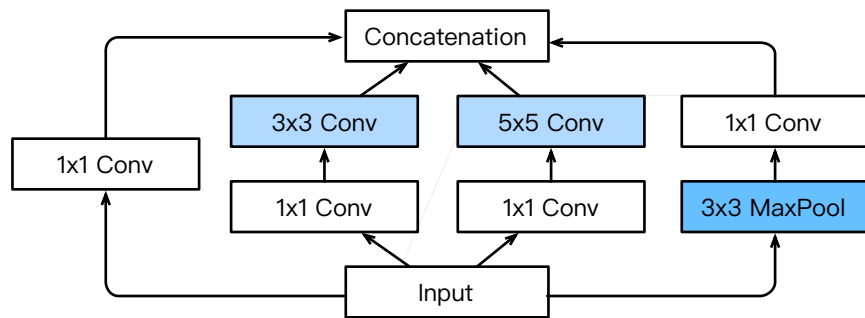 Concatenation
3x3 Conv
5x5 Conv
1x1 Conv
1x1 Conv
1x1 Conv
1x1 Conv
3x3 MaxPool
Input